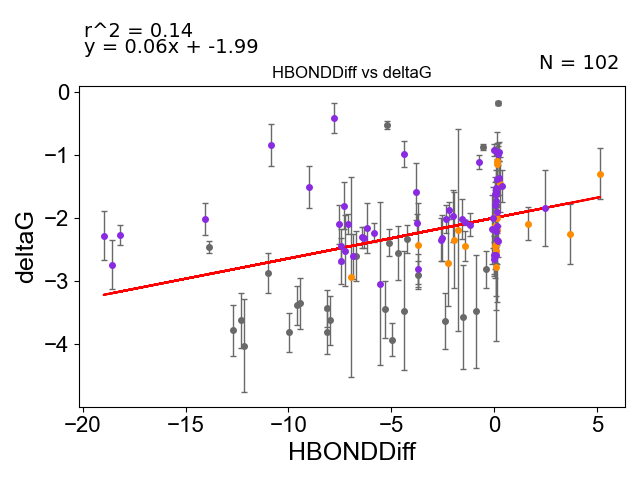 r^2 = 0.14
y = 0.06x + -1.99
N = 102
HBONDDiff vs deltaG
deltaG
0
−1
−2
−3
−4
−20
−15
−10
−5
0
5
HBONDDiff